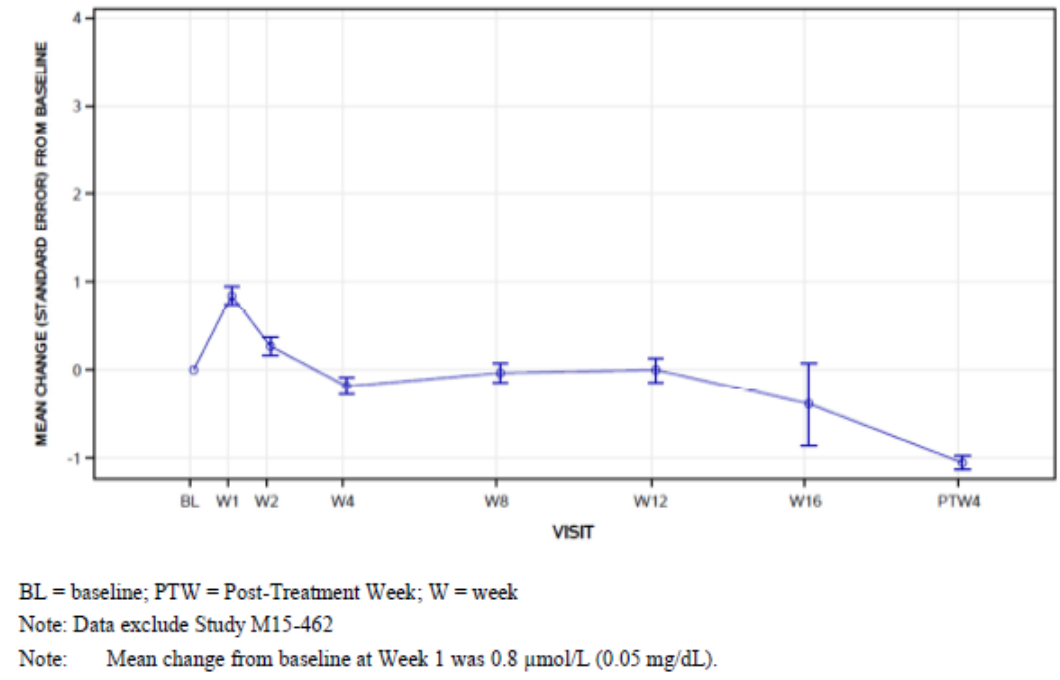 MEAN CHANGE (STANDARD ERROR) FROM BASELINE
4
3
2
1
0
-1
BL W1 W2 W4 W8 W12 W16 PTW4
VISIT
BL = baseline; PTW = Post-Treatment Week; W = week
Note: Data exclude Study M15-462
Note: Mean change from baseline at Week 1 was 0.8 μmol/L (0.05 mg/dL).